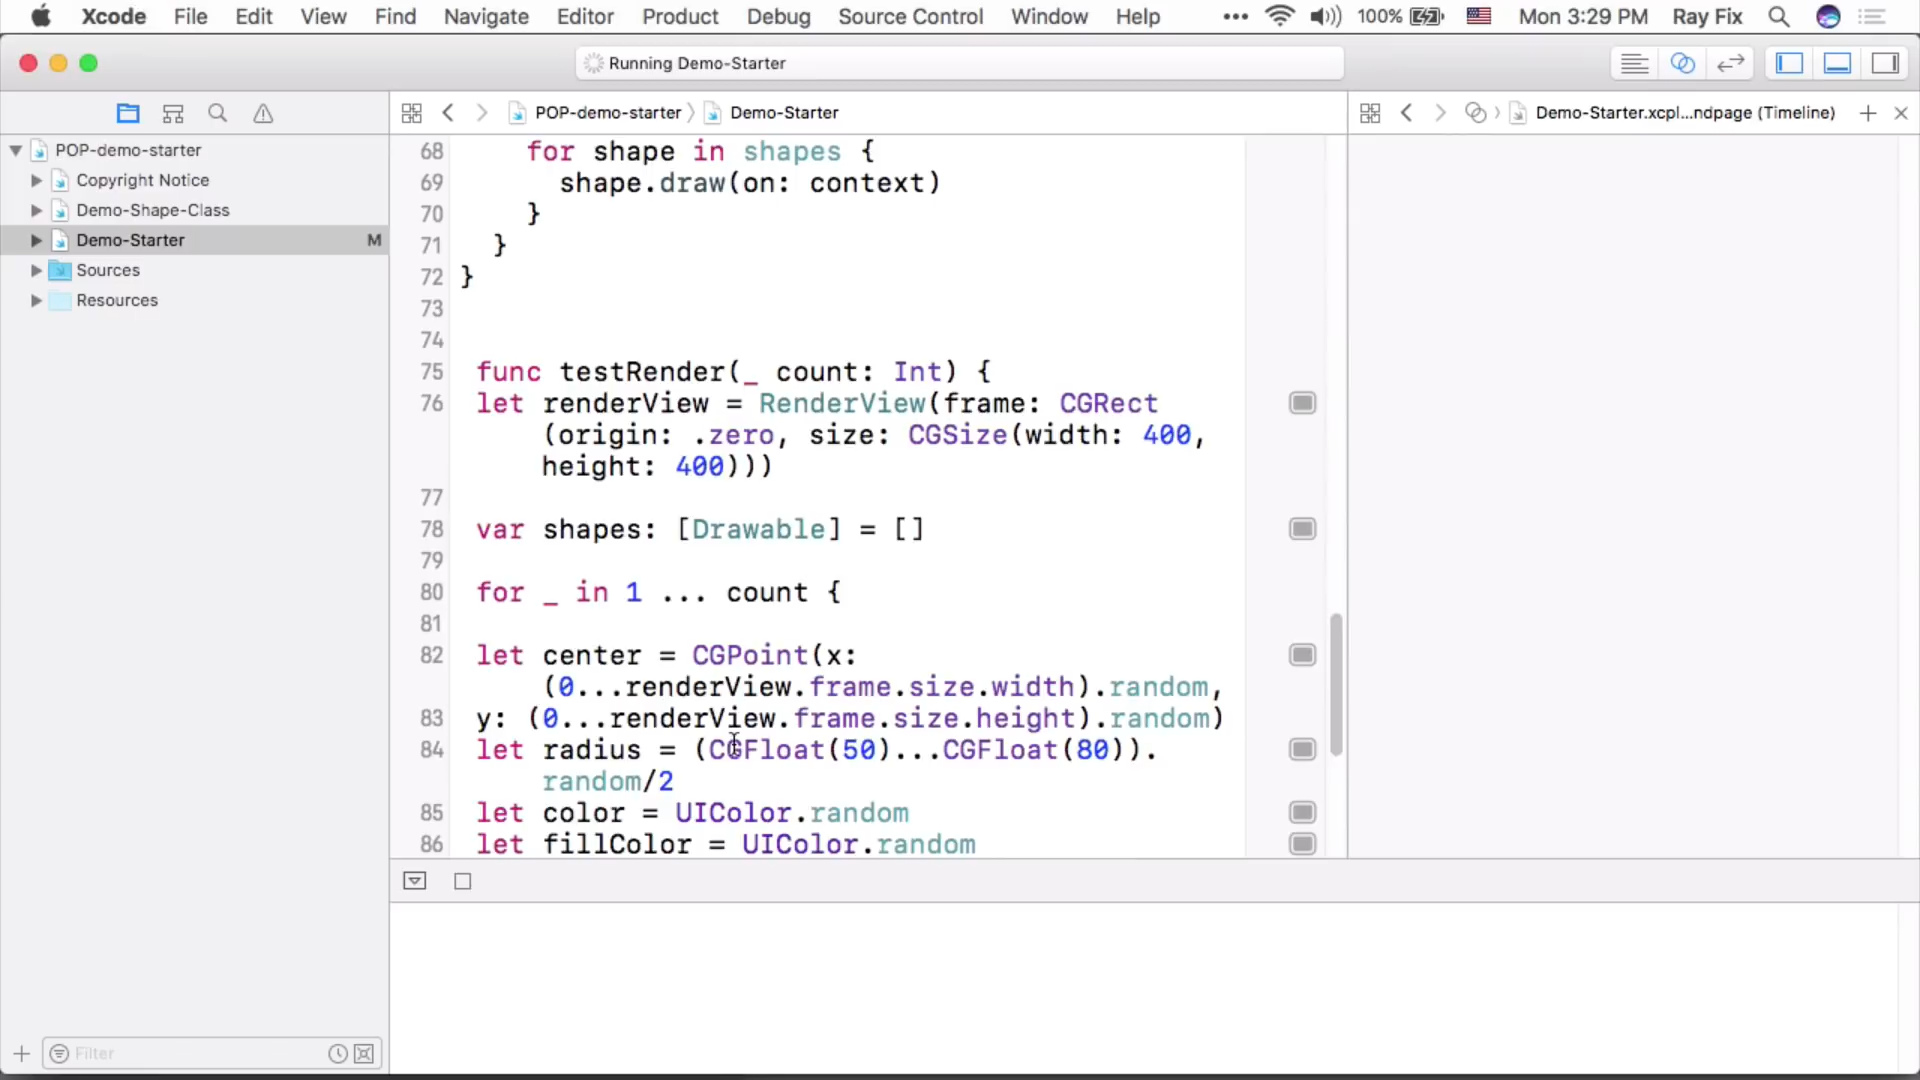 Xcode File Edit View Find Navigate Editor Product Debug Source Control Window Help 100% Mon 3:29 PM Ray Fix
Running Demo-Starter
POP-demo-starter Demo-Starter
Demo-Starter.xcpl...ndpage (Timeline)
POP-demo-starter
Copyright Notice
Demo-Shape-Class
Demo-Starter M
Sources
Resources
68 for shape in shapes {
69 shape.draw(on: context)
70 }
71 }
72 }
73
74
75 func testRender(_ count: Int) {
76 let renderView = RenderView(frame: CGRect
(origin: .zero, size: CGSize(width: 400,
height: 400)))
77
78 var shapes: [Drawable] = []
79
80 for _ in 1 ... count {
81
82 let center = CGPoint(x:
(0...renderView.frame.size.width).random,
83 y: (0...renderView.frame.size.height).random)
84 let radius = (CGFloat(50)...CGFloat(80)).
random/2
85 let color = UIColor.random
86 let fillColor = UIColor.random
Filter